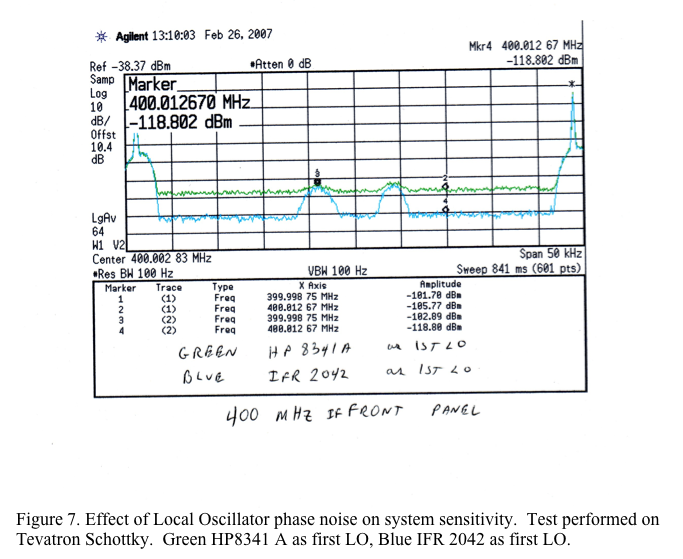 Agilent 13:10:03 Feb 26, 2007
Mkr4 400.012 67 MHz
Ref -38.37 dBm #Atten 0 dB -118.802 dBm
Samp
Log
10
dB/
Offst
10.4
dB
Marker
400.012670 MHz
-118.802 dBm
3
2
4
LgAv
64
W1 V2
Center 400.002 83 MHz Span 50 kHz
#Res BW 100 Hz VBW 100 Hz Sweep 841 ms (601 pts)
Marker Trace Type X Axis Amplitude
1 (1) Freq 399.998 75 MHz -101.70 dBm
2 (1) Freq 400.012 67 MHz -105.77 dBm
3 (2) Freq 399.998 75 MHz -102.09 dBm
4 (2) Freq 400.012 67 MHz -118.80 dBm
GREEN HP 8341A as 1ST LO
BLUE IFR 2042 as 1ST LO
400 MHZ IF FRONT PANEL
Figure 7. Effect of Local Oscillator phase noise on system sensitivity. Test performed on
Tevatron Schottky. Green HP8341 A as first LO, Blue IFR 2042 as first LO.